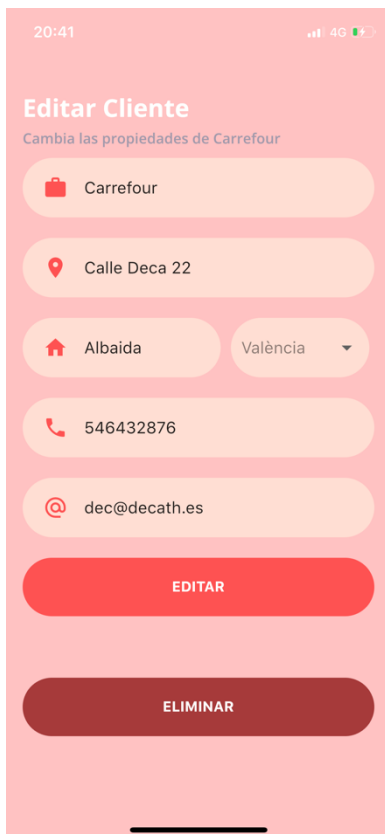 20:41 4G
Editar Cliente
Cambia las propiedades de Carrefour
Carrefour
Calle Deca 22
Albaida València
546432876
dec@decath.es
EDITAR
ELIMINAR